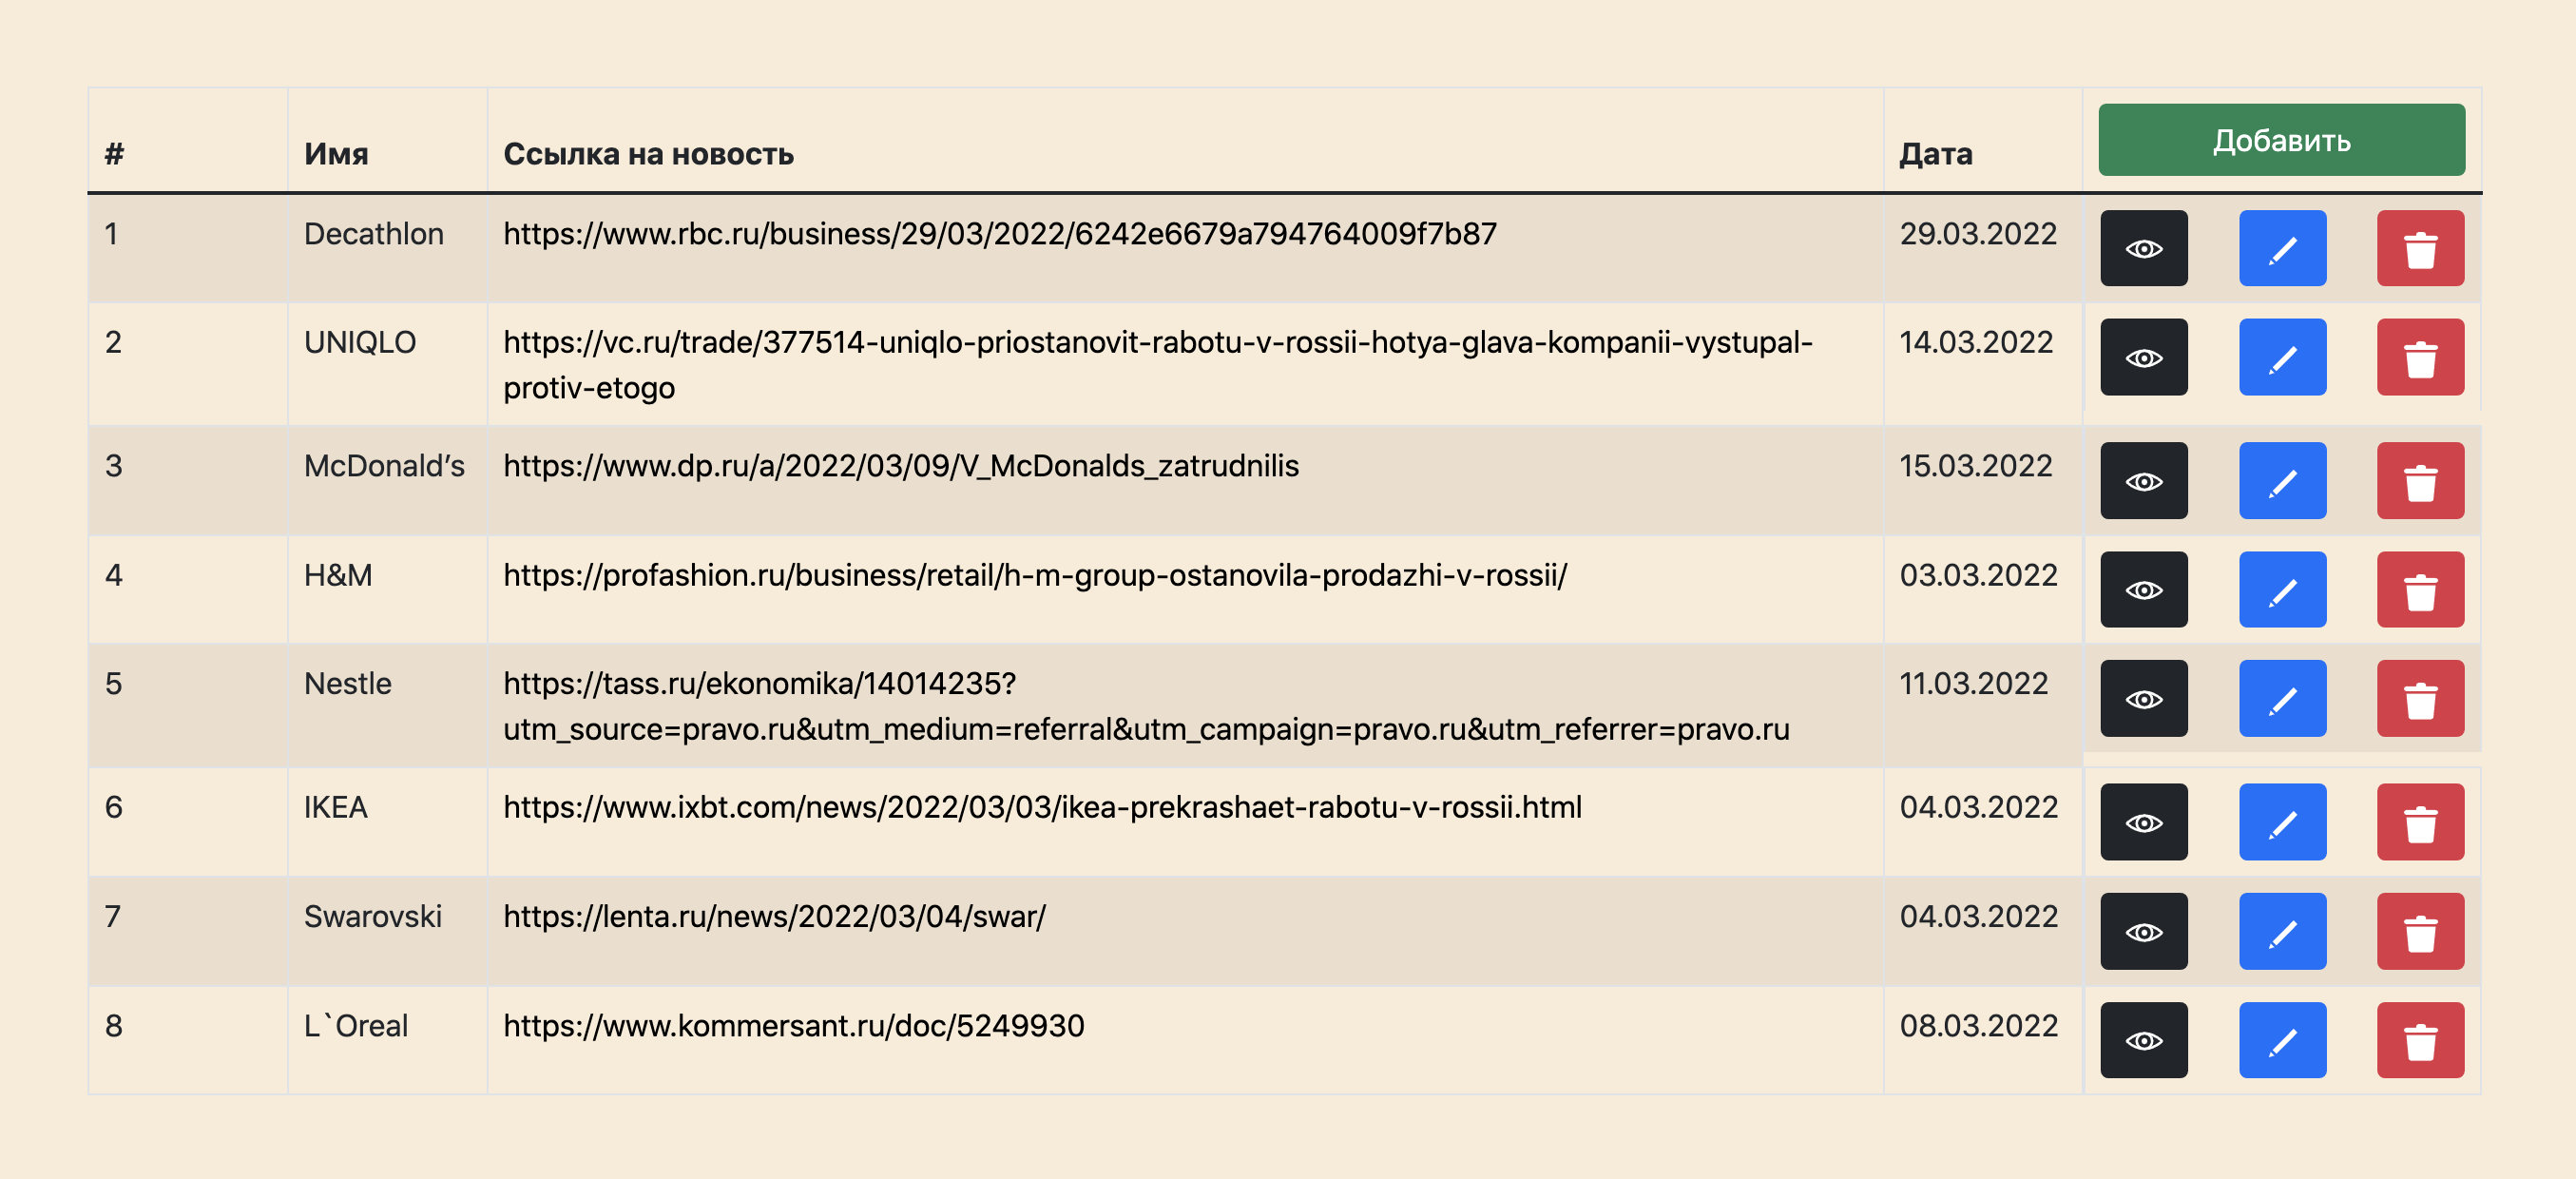 # Имя Ссылка на новость Дата Добавить
1 Decathlon https://www.rbc.ru/business/29/03/2022/6242e6679a794764009f7b87 29.03.2022
2 UNIQLO https://vc.ru/trade/377514-uniqlo-priostanovit-rabotu-v-rossii-hotya-glava-kompanii-vystupal- 14.03.2022
protiv-etogo
3 McDonald’s https://www.dp.ru/a/2022/03/09/V_McDonalds_zatrudnilis 15.03.2022
4 H&M https://profashion.ru/business/retail/h-m-group-ostanovila-prodazhi-v-rossii/ 03.03.2022
5 Nestle https://tass.ru/ekonomika/14014235? 11.03.2022
utm_source=pravo.ru&utm_medium=referral&utm_campaign=pravo.ru&utm_referrer=pravo.ru
6 IKEA https://www.ixbt.com/news/2022/03/03/ikea-prekrashaet-rabotu-v-rossii.html 04.03.2022
7 Swarovski https://lenta.ru/news/2022/03/04/swar/ 04.03.2022
8 L`Oreal https://www.kommersant.ru/doc/5249930 08.03.2022